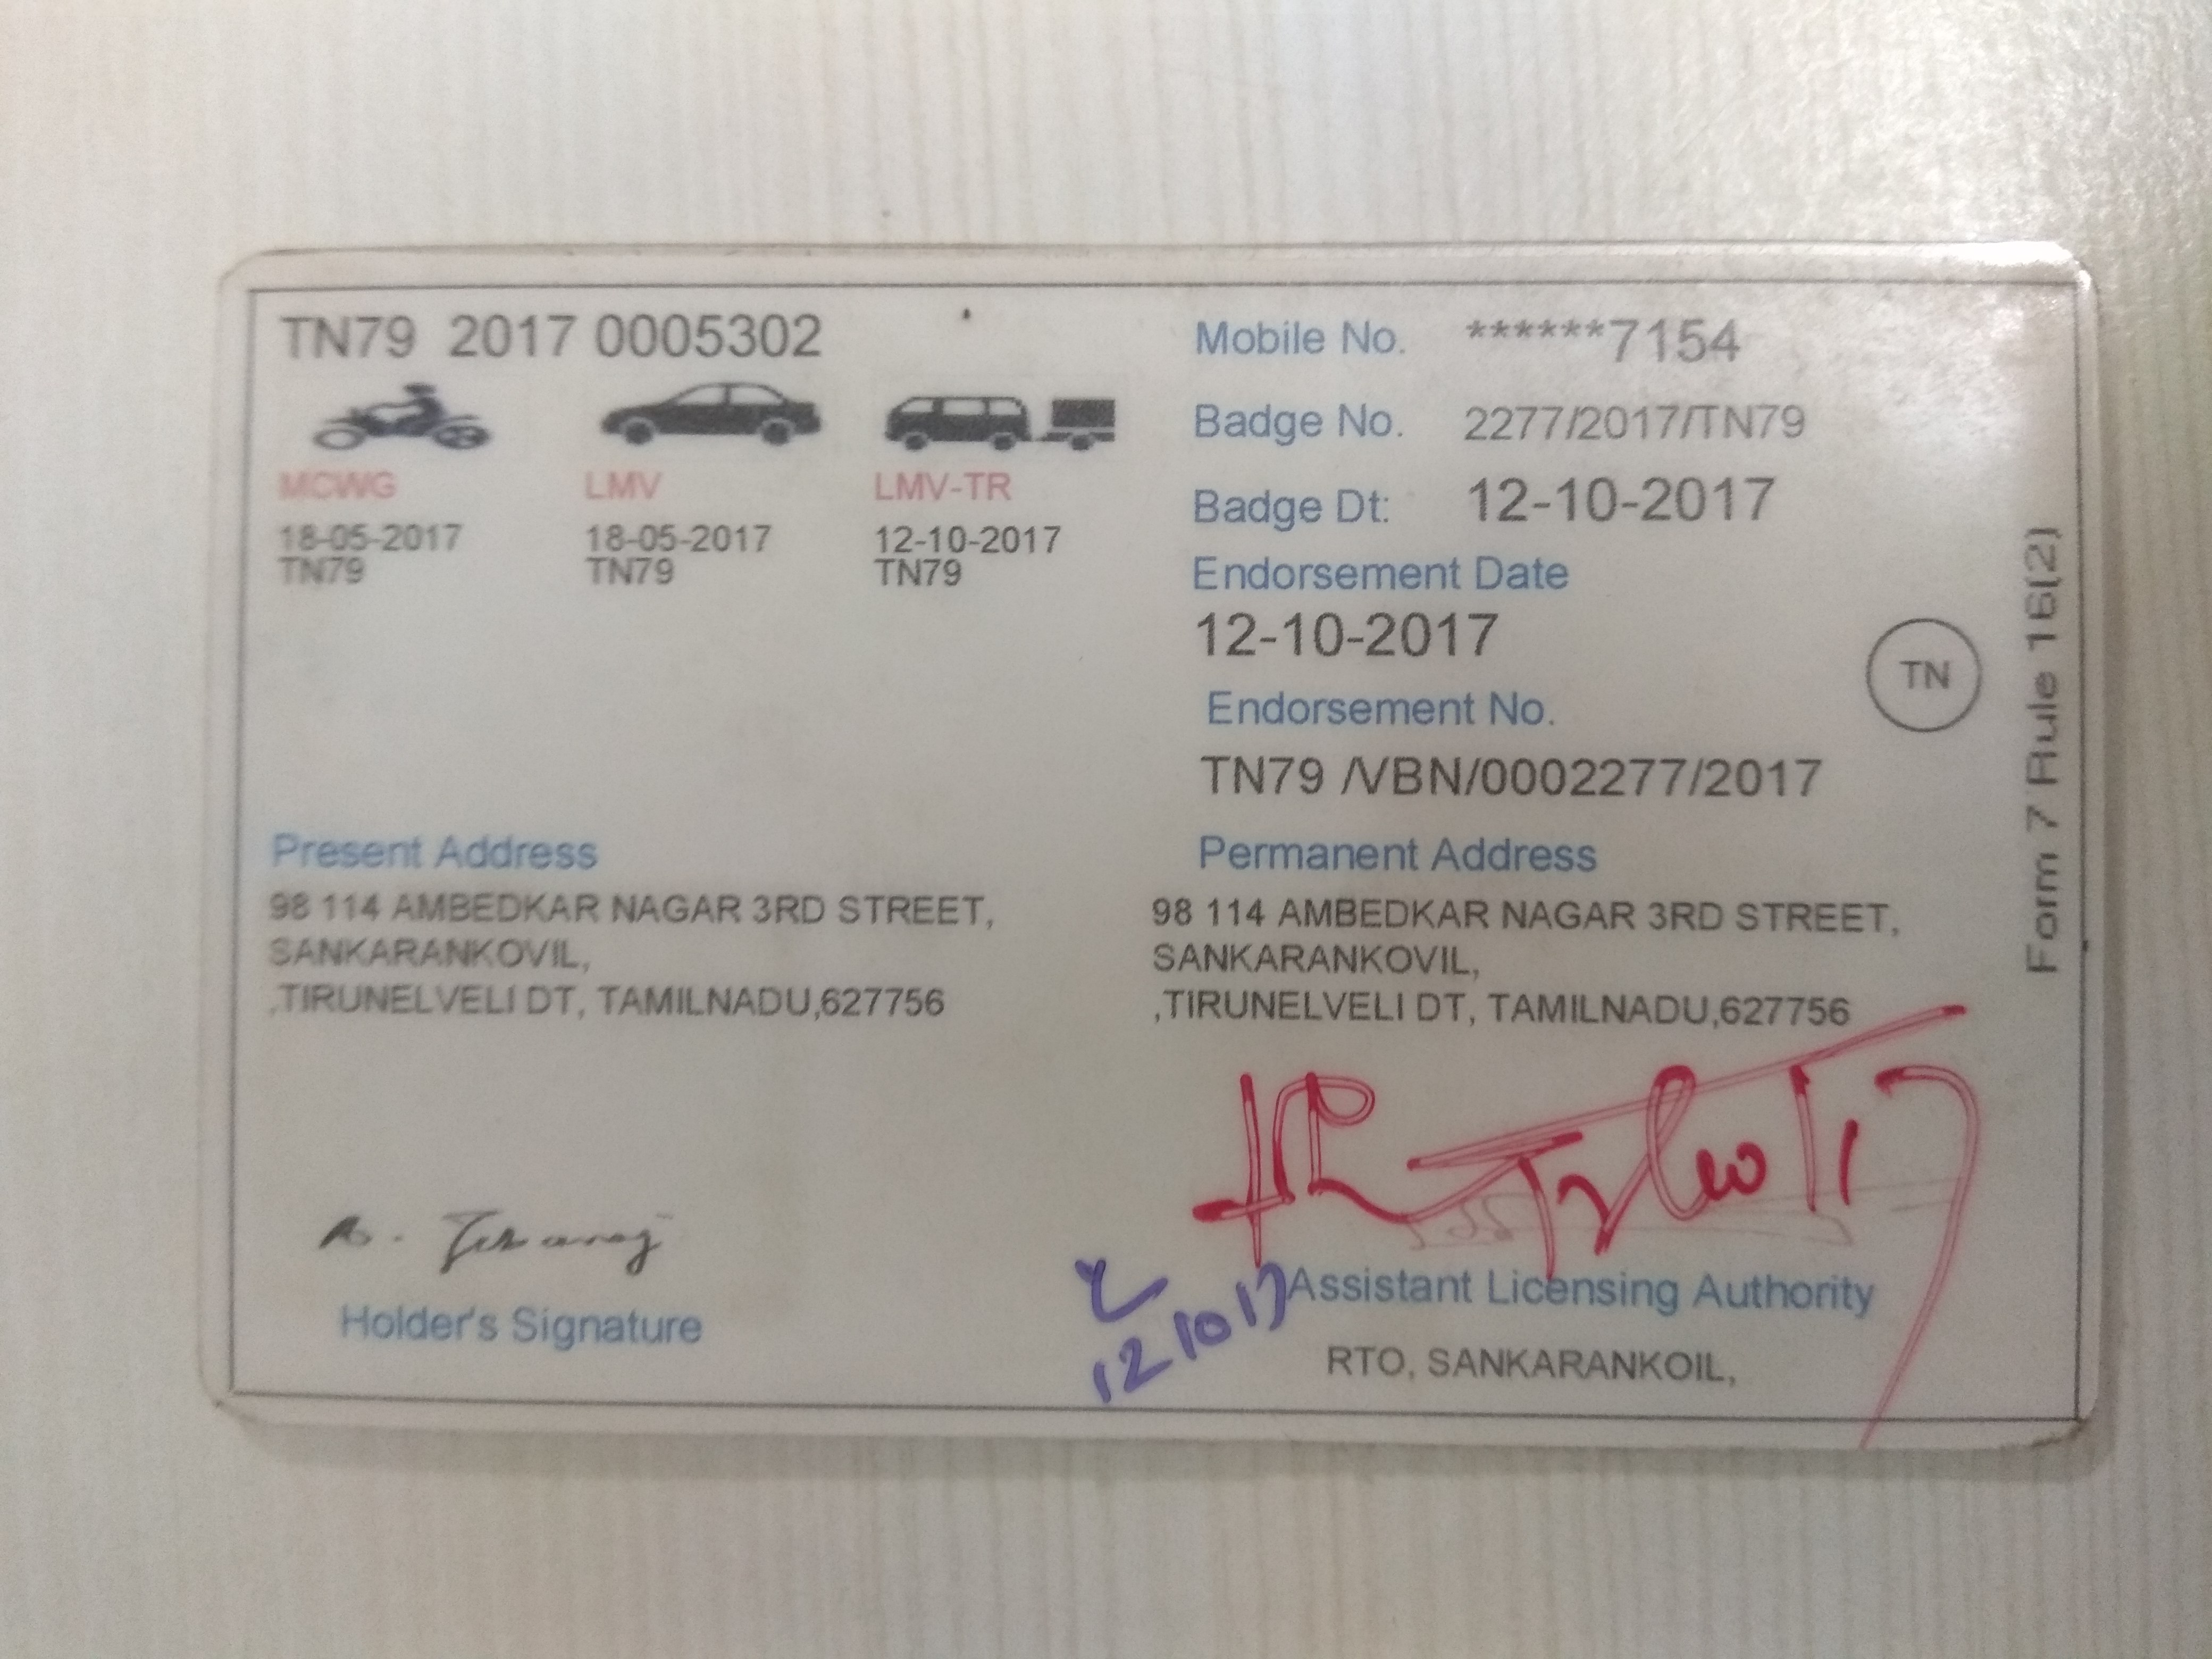 TN79 2017 0005302
MCWG LMV LMV-TR
18-05-2017 18-05-2017 12-10-2017
TN79 TN79 TN79
Mobile No. ******7154
Badge No. 2277/2017/TN79
Badge Dt: 12-10-2017
Endorsement Date
12-10-2017
Endorsement No.
TN79 /VBN/0002277/2017
TN
Form 7 Rule 16(2)
Present Address
98 114 AMBEDKAR NAGAR 3RD STREET,
SANKARANKOVIL,
,TIRUNELVELI DT, TAMILNADU,627756
Permanent Address
98 114 AMBEDKAR NAGAR 3RD STREET,
SANKARANKOVIL,
,TIRUNELVELI DT, TAMILNADU,627756
Holder's Signature
12 10 17
Assistant Licensing Authority
RTO, SANKARANKOIL,